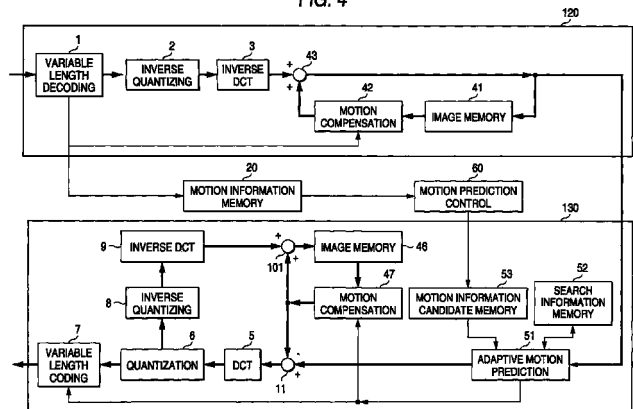 FIG. 4
120
1
2
3
43
VARIABLE
LENGTH
DECODING
INVERSE
QUANTIZING
INVERSE
DCT
+
+
42
41
MOTION
COMPENSATION
IMAGE MEMORY
20
60
MOTION INFORMATION
MEMORY
MOTION PREDICTION
CONTROL
130
9
INVERSE DCT
+
101
+
IMAGE MEMORY
46
47
53
52
8
INVERSE
QUANTIZING
MOTION
COMPENSATION
MOTION INFORMATION
CANDIDATE MEMORY
SEARCH
INFORMATION
MEMORY
7
6
5
51
VARIABLE
LENGTH
CODING
QUANTIZATION
DCT
-
+
11
ADAPTIVE MOTION
PREDICTION